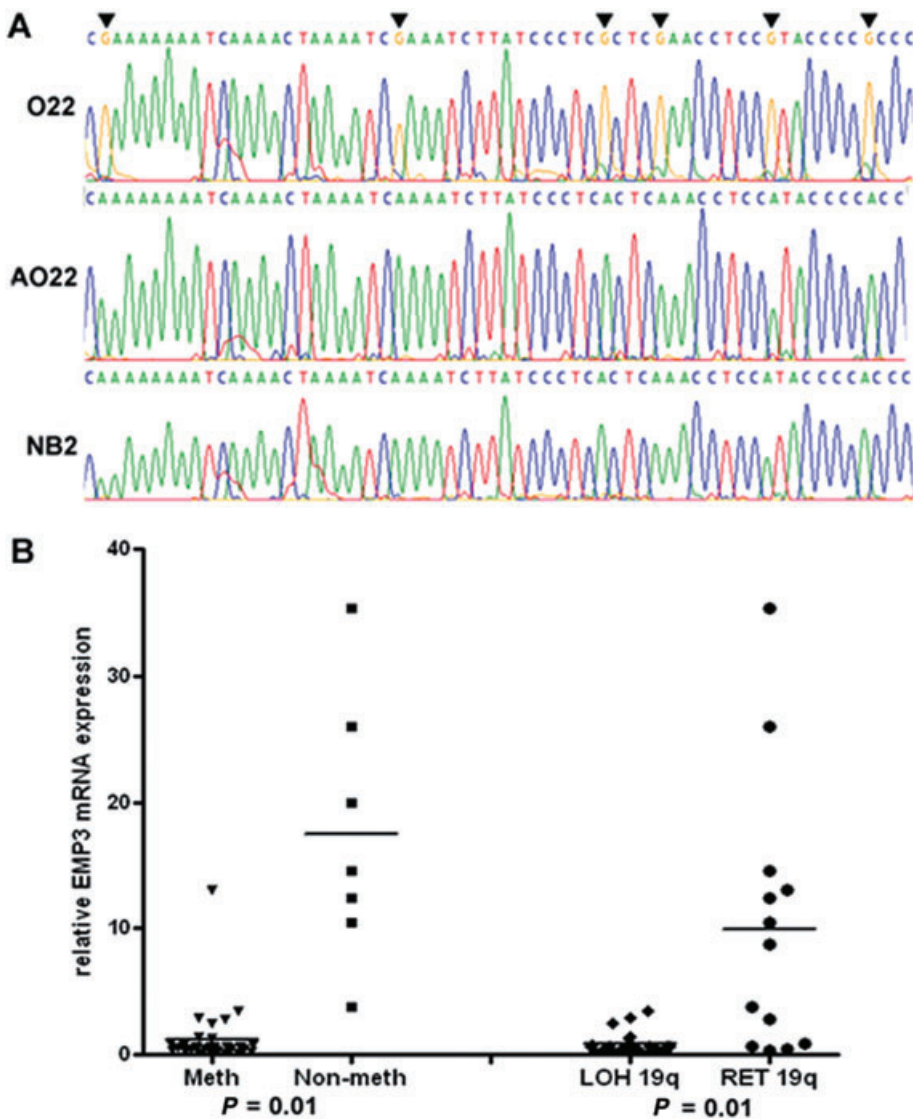 A
CGAAAAAAATCAAAACTAAAATCGAAATCTTATCCCTCGCTCGAACCTCCGTACCCCGCCC
O22
CAAAAAAAATCAAAACTAAAATCAAAATCTTATCCCTCACTCAAACCTCCATACCCCACC
AO22
CAAAAAAAATCAAAACTAAAATCAAAATCTTATCCCTCACTCAAACCTCCATACCCCACCC
NB2
B
relative EMP3 mRNA expression
40
30
20
10
0
Meth Non-meth LOH 19q RET 19q
P = 0.01 P = 0.01